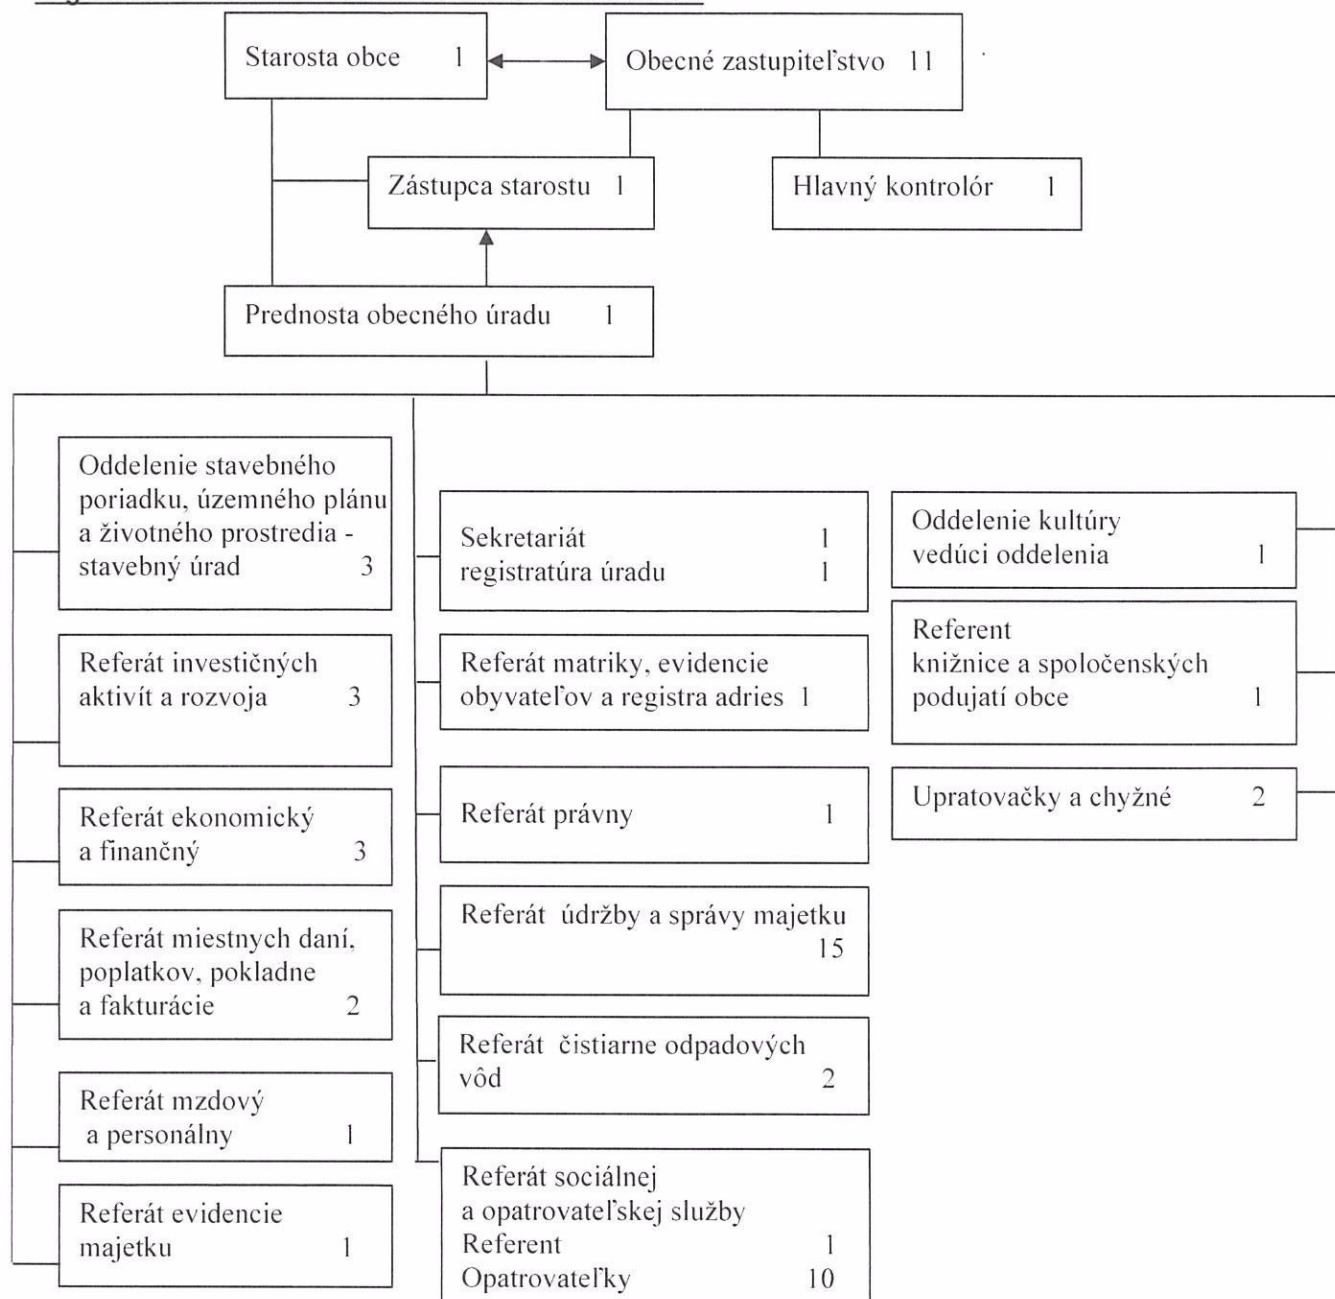 Starosta obce 1
Obecné zastupiteľstvo 11
Zástupca starostu 1
Hlavný kontrolór 1
Prednosta obecného úradu 1
Oddelenie stavebného
poriadku, územného plánu
a životného prostredia -
stavebný úrad 3
Referát investičných
aktivít a rozvoja 3
Referát ekonomický
a finančný 3
Referát miestnych daní,
poplatkov, pokladne
a fakturácie 2
Referát mzdový
a personálny 1
Referát evidencie
majetku 1
Sekretariát 1
registratúra úradu 1
Referát matriky, evidencie
obyvateľov a registra adries 1
Referát právny 1
Referát údržby a správy majetku
15
Referát čistiarne odpadových
vôd 2
Referát sociálnej
a opatrovateľskej služby
Referent 1
Opatrovateľky 10
Oddelenie kultúry
vedúci oddelenia 1
Referent
knižnice a spoločenských
podujatí obce 1
Upratovačky a chyžné 2